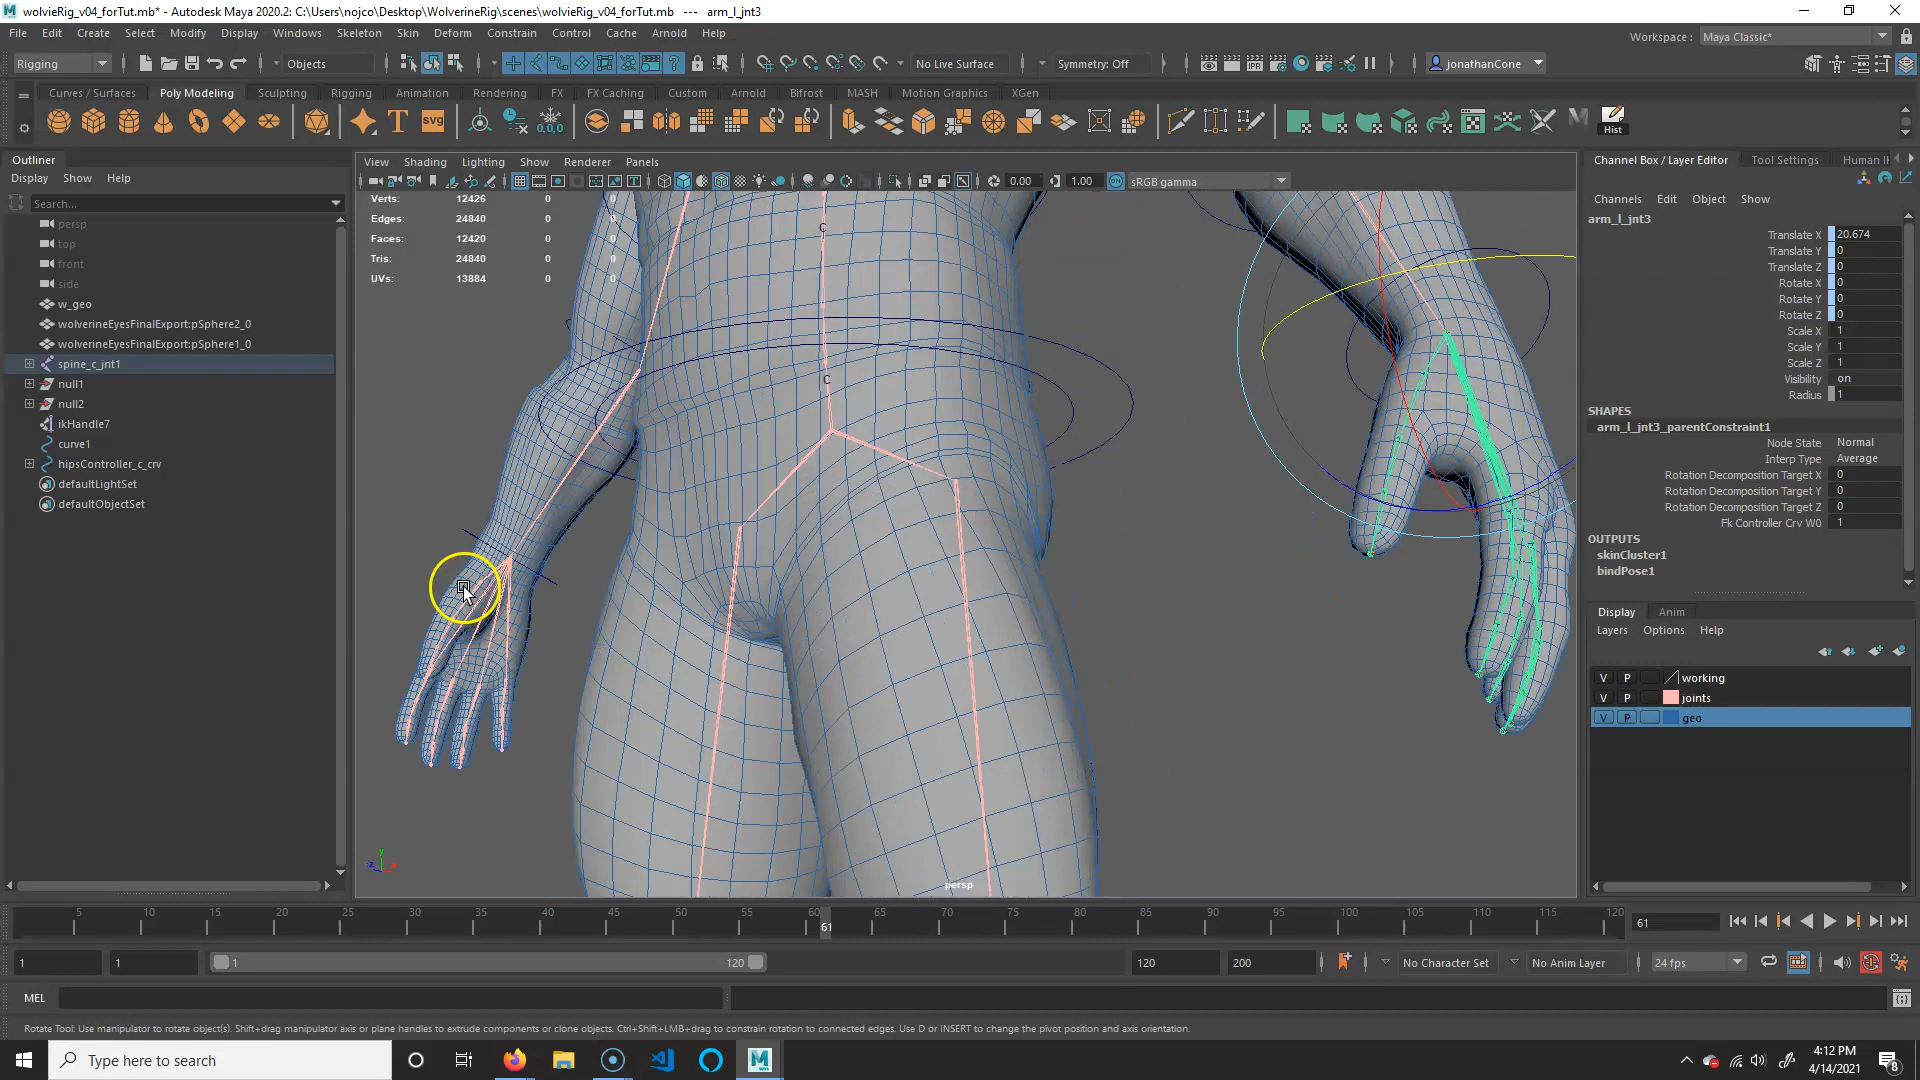 wolvieRig_v04_forTut.mb* - Autodesk Maya 2020.2: C:\Users\nojco\Desktop\WolverineRig\scenes\wolvieRig_v04_forTut.mb --- arm_l_jnt3
File Edit Create Select Modify Display Windows Skeleton Skin Deform Constrain Control Cache Arnold Help
Workspace : Maya Classic*
Rigging Objects No Live Surface Symmetry: Off jonathanCone
Curves / Surfaces Poly Modeling Sculpting Rigging Animation Rendering FX FX Caching Custom Arnold Bifrost MASH Motion Graphics XGen
T svg 0,0,0 Hist
Outliner
Display Show Help
Search...
persp
top
front
side
w_geo
wolverineEyesFinalExport:pSphere2_0
wolverineEyesFinalExport:pSphere1_0
spine_c_jnt1
null1
null2
ikHandle7
curve1
hipsController_c_crv
defaultLightSet
defaultObjectSet
View Shading Lighting Show Renderer Panels
0.00 1.00 sRGB gamma
Verts: 12426 0 0
Edges: 24840 0 0
Faces: 12420 0 0
Tris: 24840 0 0
UVs: 13884 0 0
C
C
persp
Channel Box / Layer Editor Tool Settings Human I
Channels Edit Object Show
arm_l_jnt3
Translate X 20.674
Translate Y 0
Translate Z 0
Rotate X 0
Rotate Y 0
Rotate Z 0
Scale X 1
Scale Y 1
Scale Z 1
Visibility on
Radius 1
SHAPES
arm_l_jnt3_parentConstraint1
Node State Normal
Interp Type Average
Rotation Decomposition Target X 0
Rotation Decomposition Target Y 0
Rotation Decomposition Target Z 0
Fk Controller Crv W0 1
OUTPUTS
skinCluster1
bindPose1
Display Anim
Layers Options Help
V P working
V P joints
V P geo
5 10 15 20 25 30 35 40 45 50 55 60 65 70 75 80 85 90 95 100 105 110 115 120
61
61
1 1 1 120 120 200 No Character Set No Anim Layer 24 fps
MEL
Rotate Tool: Use manipulator to rotate object(s). Shift+drag manipulator axis or plane handles to extrude components or clone objects. Ctrl+Shift+LMB+drag to constrain rotation to connected edges. Use D or INSERT to change the pivot position and axis orientation.
Type here to search
4:12 PM
4/14/2021
8